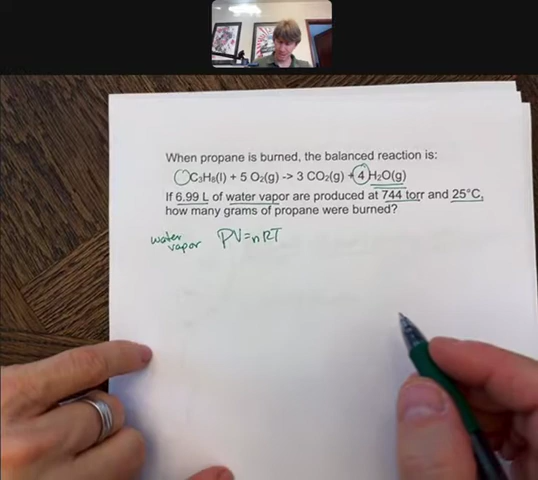 When propane is burned, the balanced reaction is:
C₃H₈(l) + 5 O₂(g) -> 3 CO₂(g) + 4 H₂O(g)
If 6.99 L of water vapor are produced at 744 torr and 25°C,
how many grams of propane were burned?
water PV=nRT
vapor